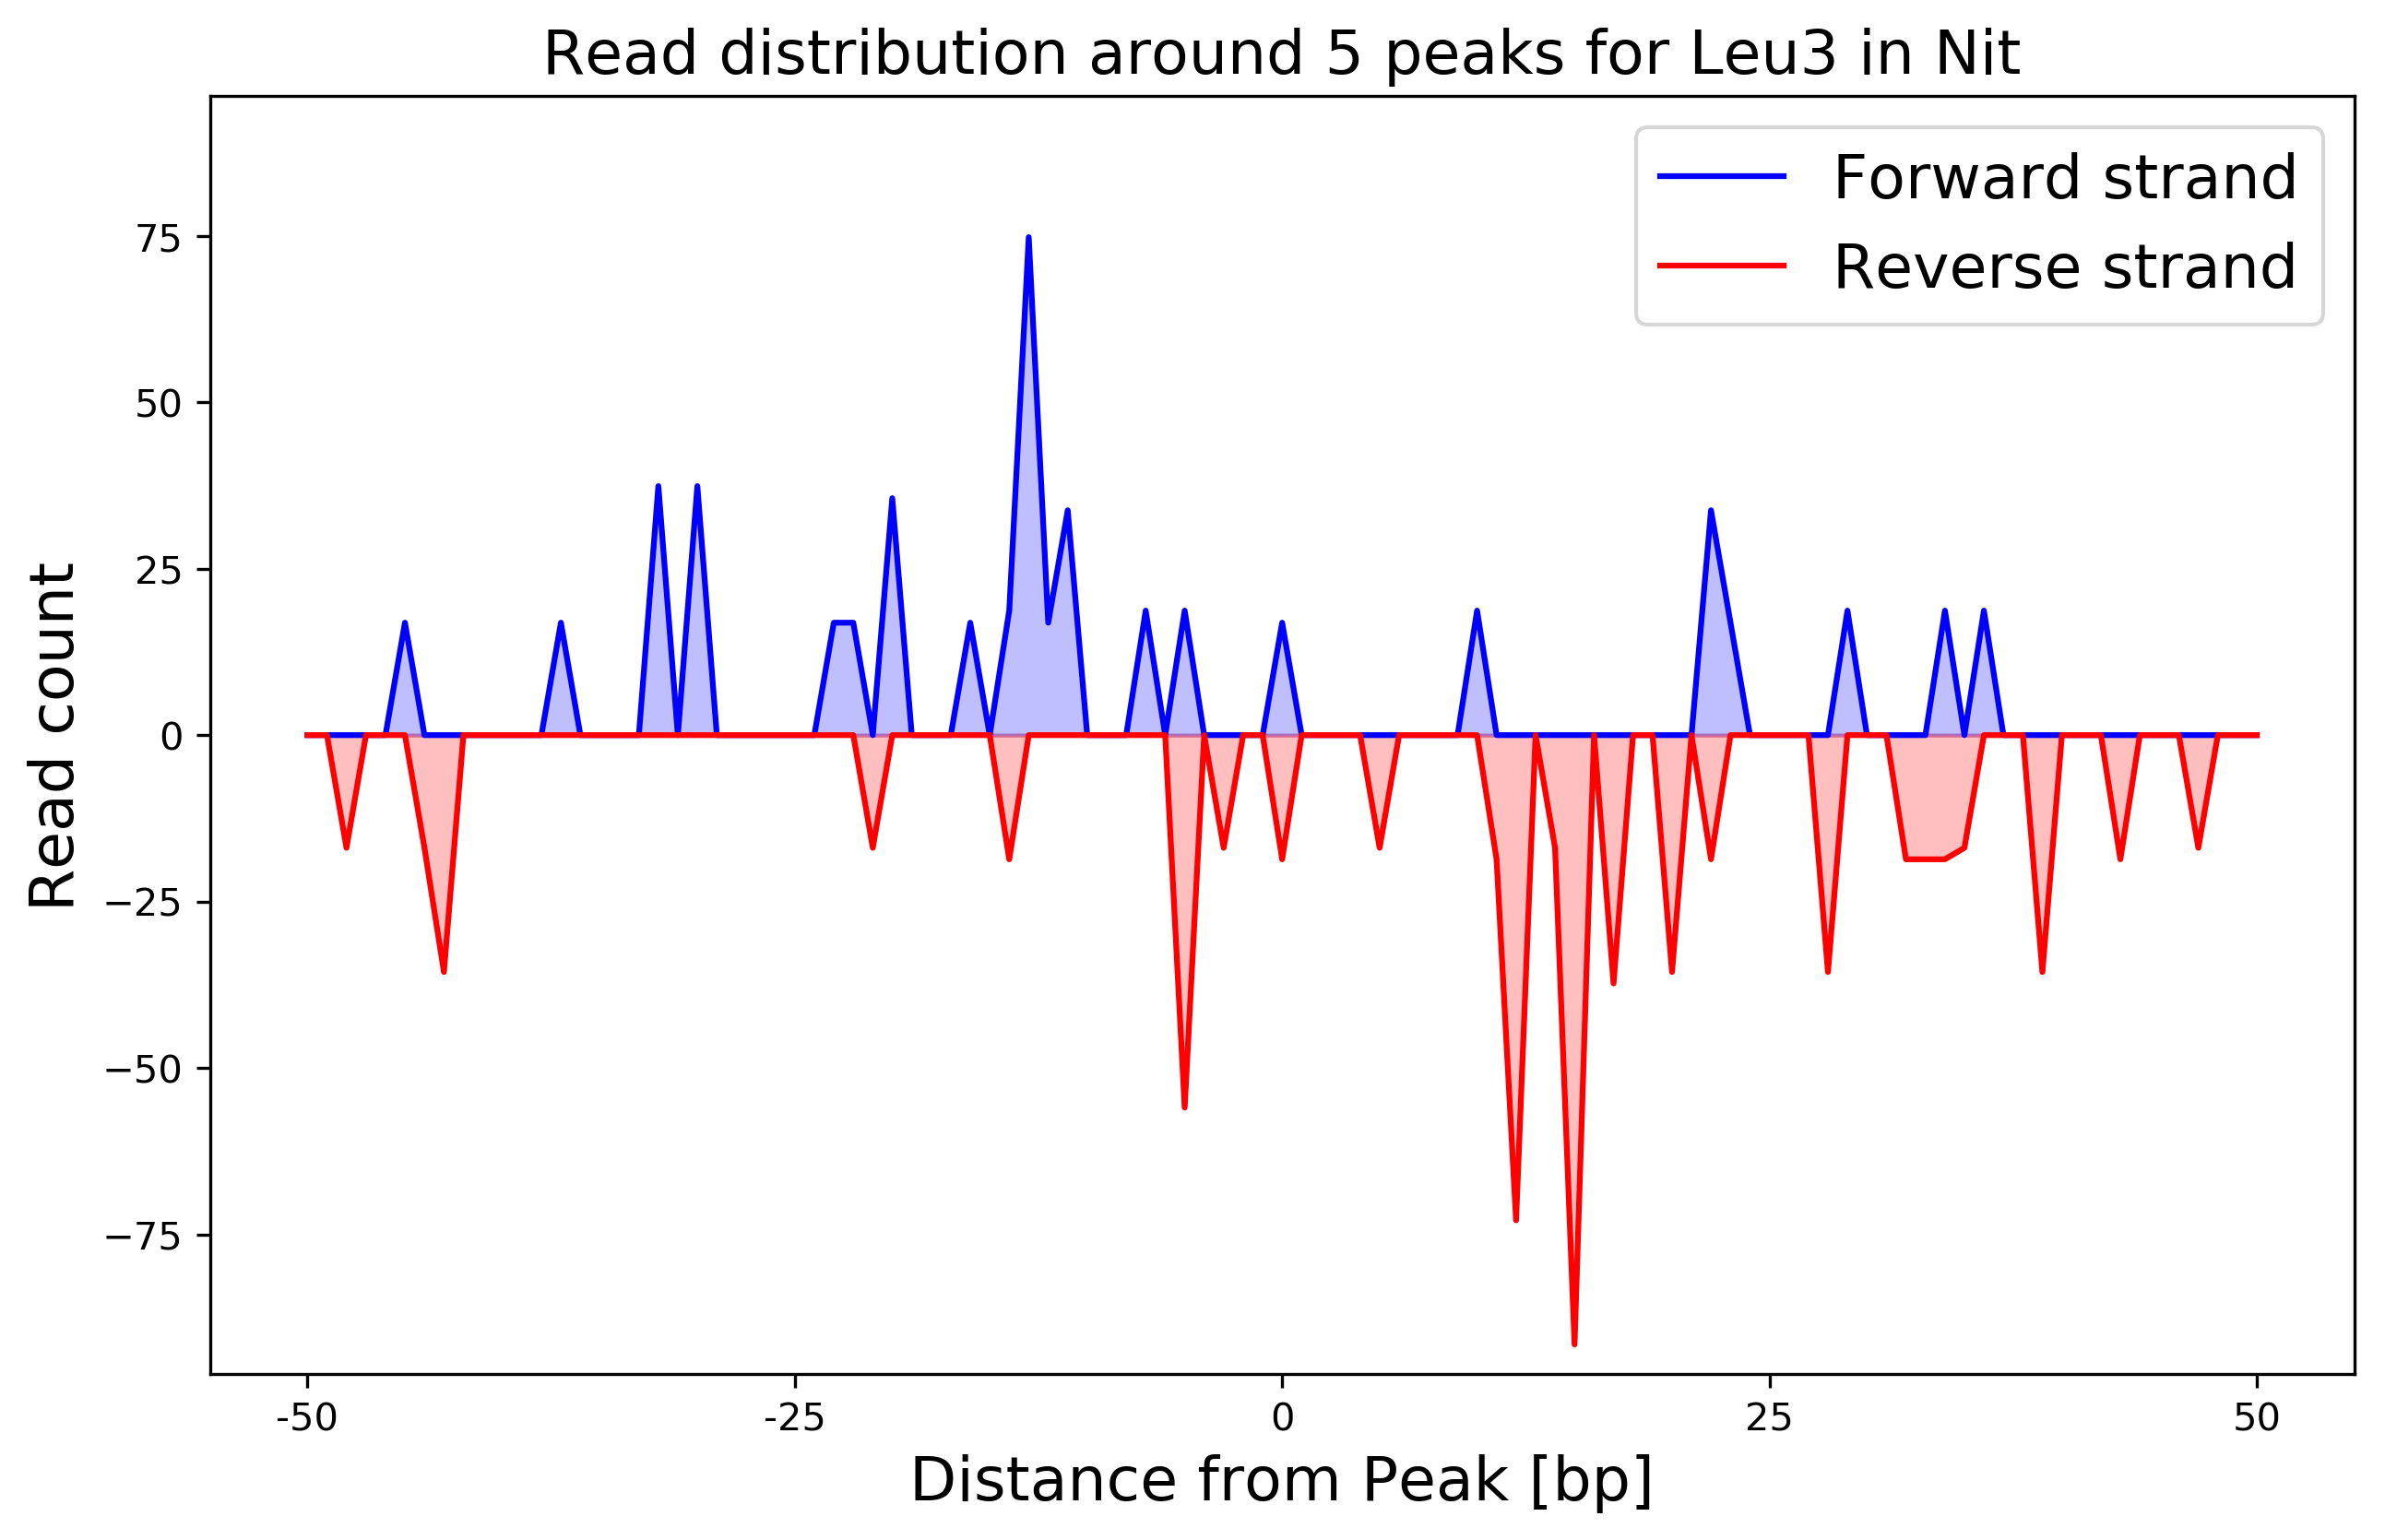 Read distribution around 5 peaks for Leu3 in Nit
Forward strand
Reverse strand
75
50
25
0
−25
−50
−75
Read count
-50
-25
0
25
50
Distance from Peak [bp]